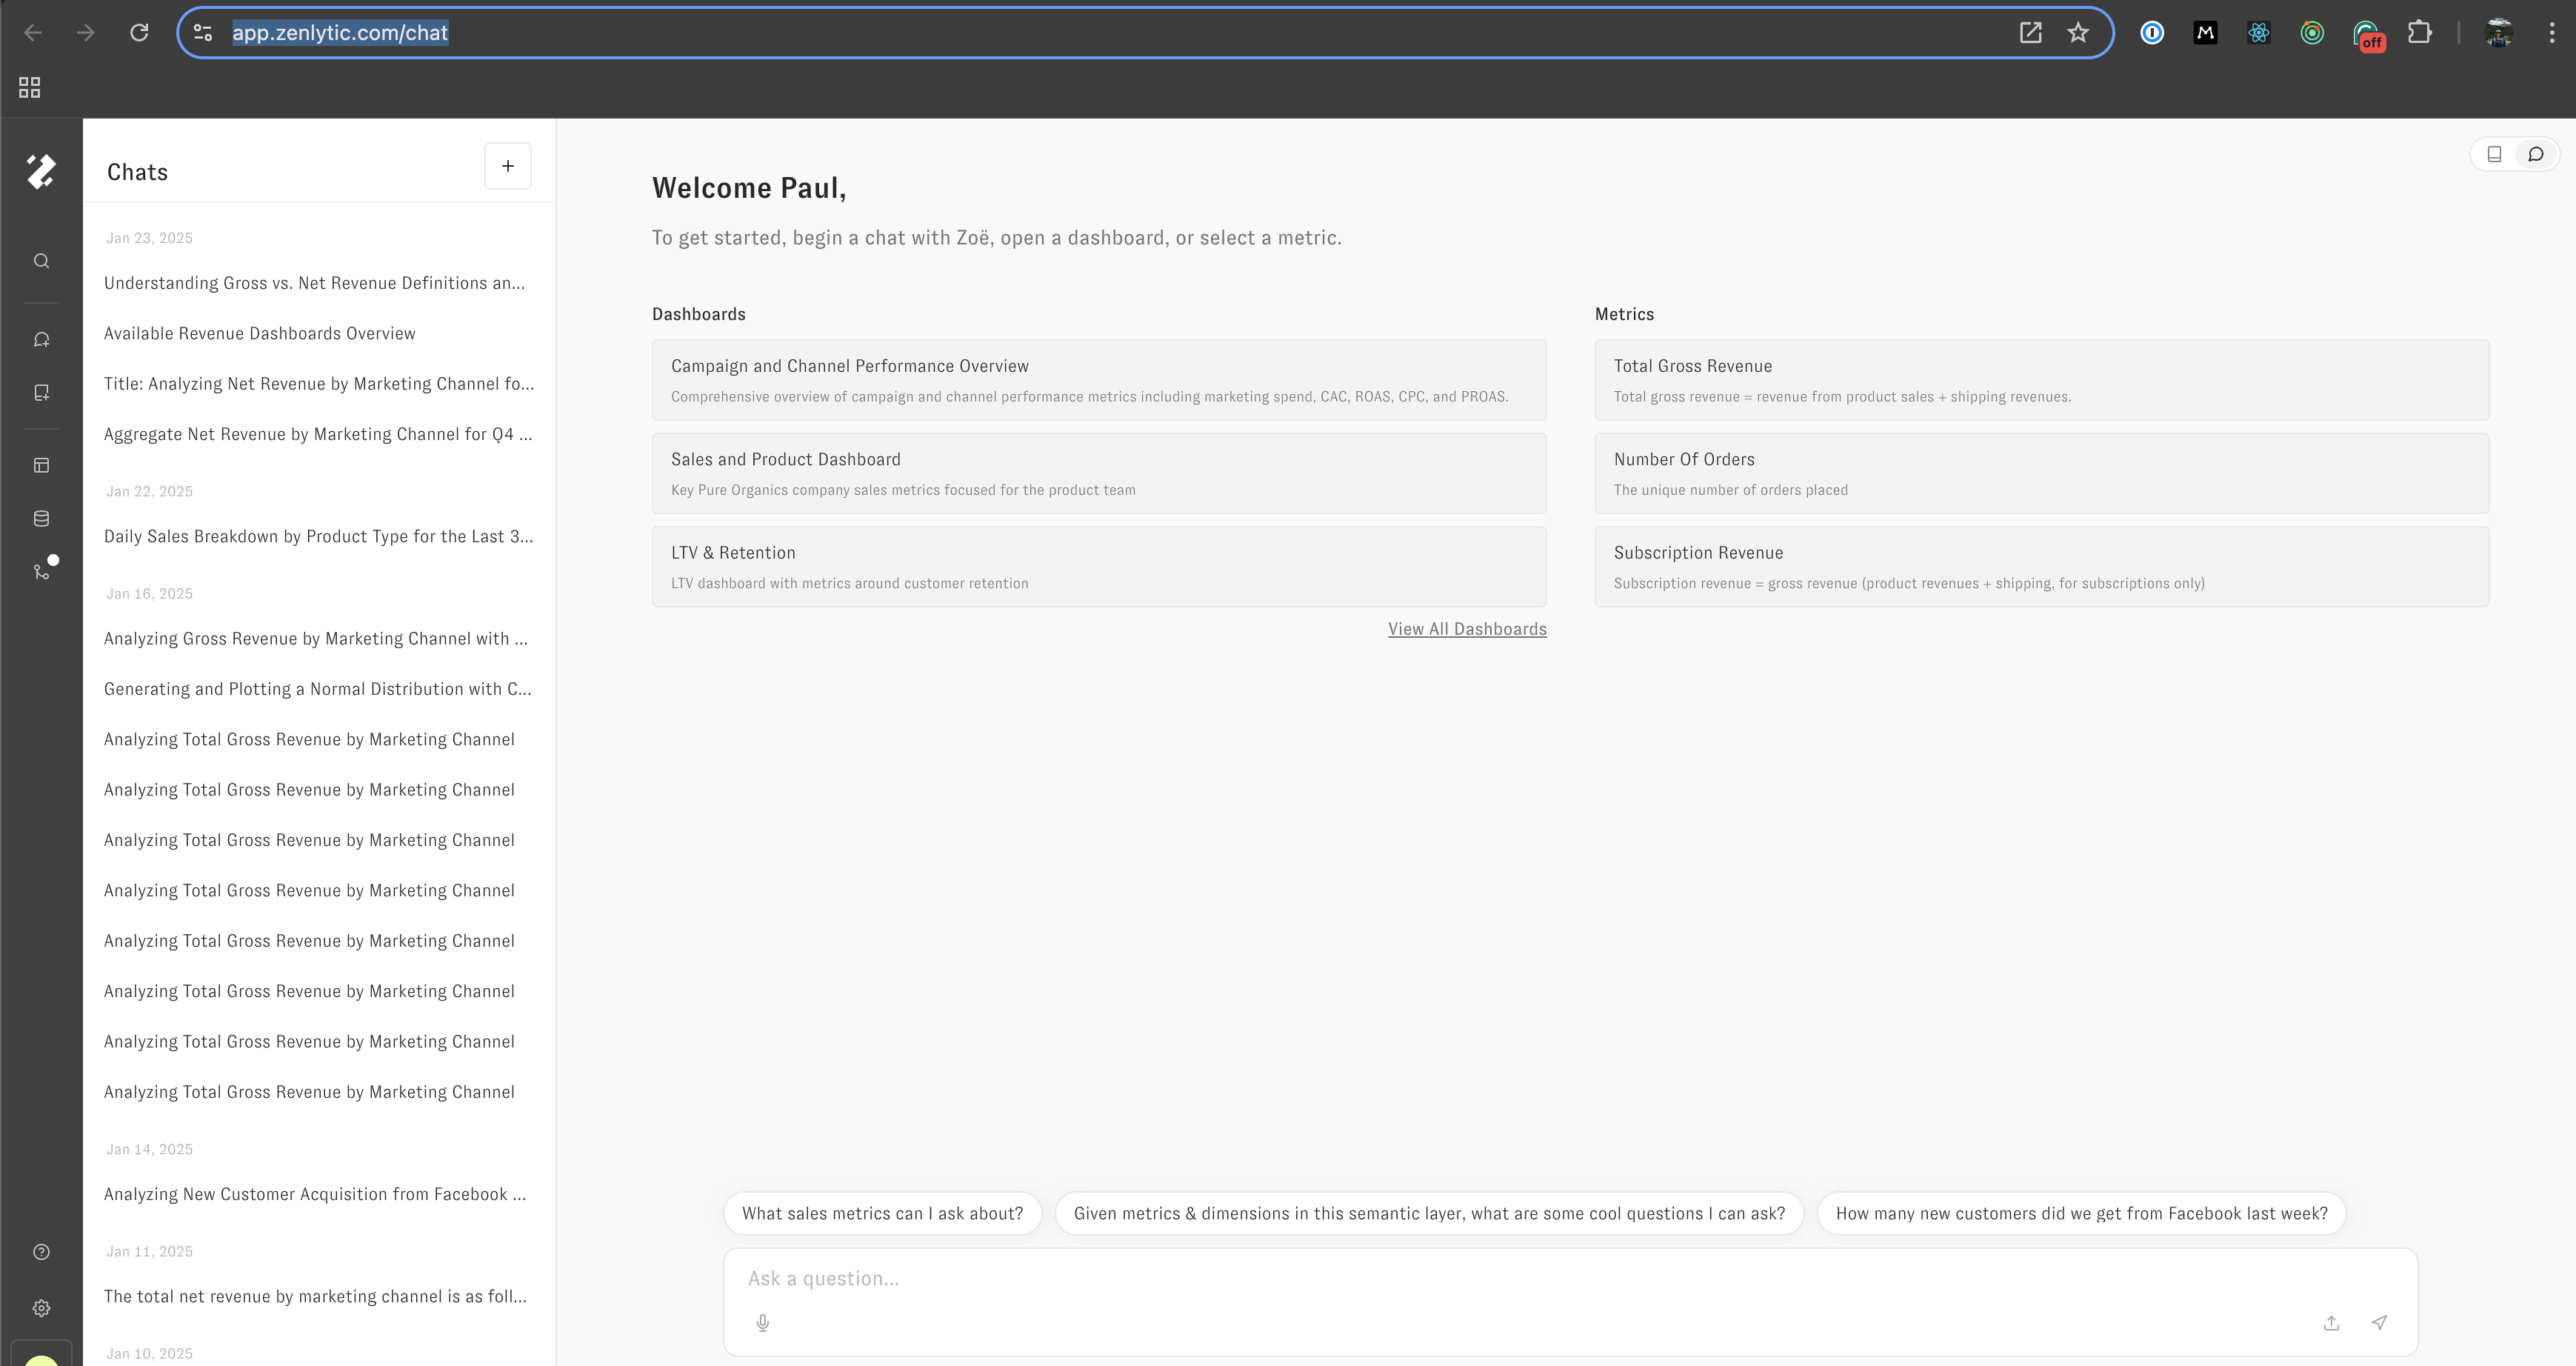 app.zenlytic.com/chat
off
Chats
+
Jan 23, 2025
Understanding Gross vs. Net Revenue Definitions an...
Available Revenue Dashboards Overview
Title: Analyzing Net Revenue by Marketing Channel fo...
Aggregate Net Revenue by Marketing Channel for Q4 ...
Jan 22, 2025
Daily Sales Breakdown by Product Type for the Last 3...
Jan 16, 2025
Analyzing Gross Revenue by Marketing Channel with ...
Generating and Plotting a Normal Distribution with C...
Analyzing Total Gross Revenue by Marketing Channel
Analyzing Total Gross Revenue by Marketing Channel
Analyzing Total Gross Revenue by Marketing Channel
Analyzing Total Gross Revenue by Marketing Channel
Analyzing Total Gross Revenue by Marketing Channel
Analyzing Total Gross Revenue by Marketing Channel
Analyzing Total Gross Revenue by Marketing Channel
Analyzing Total Gross Revenue by Marketing Channel
Jan 14, 2025
Analyzing New Customer Acquisition from Facebook ...
Jan 11, 2025
The total net revenue by marketing channel is as foll...
Jan 10, 2025
Welcome Paul,
To get started, begin a chat with Zoë, open a dashboard, or select a metric.
Dashboards
Campaign and Channel Performance Overview
Comprehensive overview of campaign and channel performance metrics including marketing spend, CAC, ROAS, CPC, and PROAS.
Sales and Product Dashboard
Key Pure Organics company sales metrics focused for the product team
LTV & Retention
LTV dashboard with metrics around customer retention
View All Dashboards
Metrics
Total Gross Revenue
Total gross revenue = revenue from product sales + shipping revenues.
Number Of Orders
The unique number of orders placed
Subscription Revenue
Subscription revenue = gross revenue (product revenues + shipping, for subscriptions only)
What sales metrics can I ask about?
Given metrics & dimensions in this semantic layer, what are some cool questions I can ask?
How many new customers did we get from Facebook last week?
Ask a question...